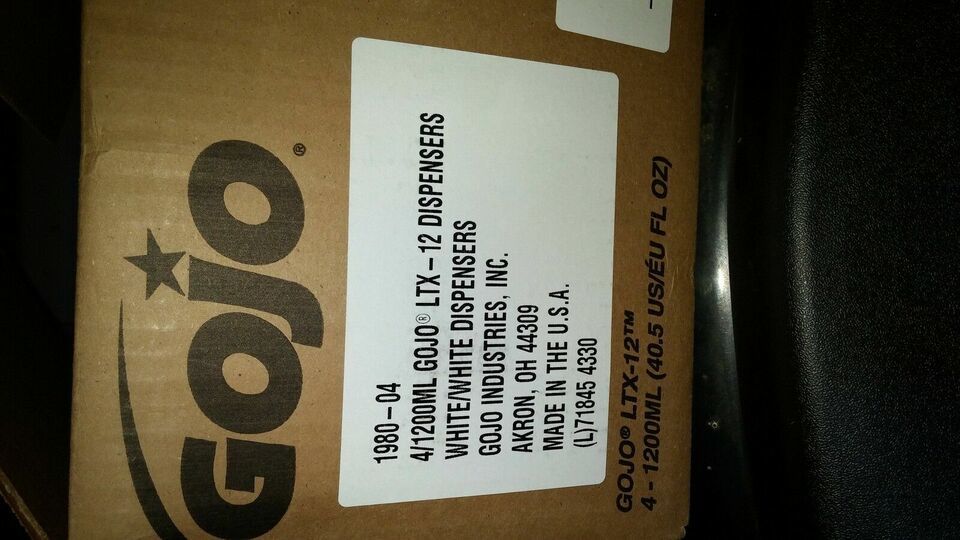 GOJO®
1980-04
4/1200ML GOJO® LTX-12 DISPENSERS
WHITE/WHITE DISPENSERS
GOJO INDUSTRIES, INC.
AKRON, OH 44309
MADE IN THE U.S.A.
(L)71845 4330
GOJO® LTX-12™
4 - 1200ML (40.5 US/ÉU FL OZ)